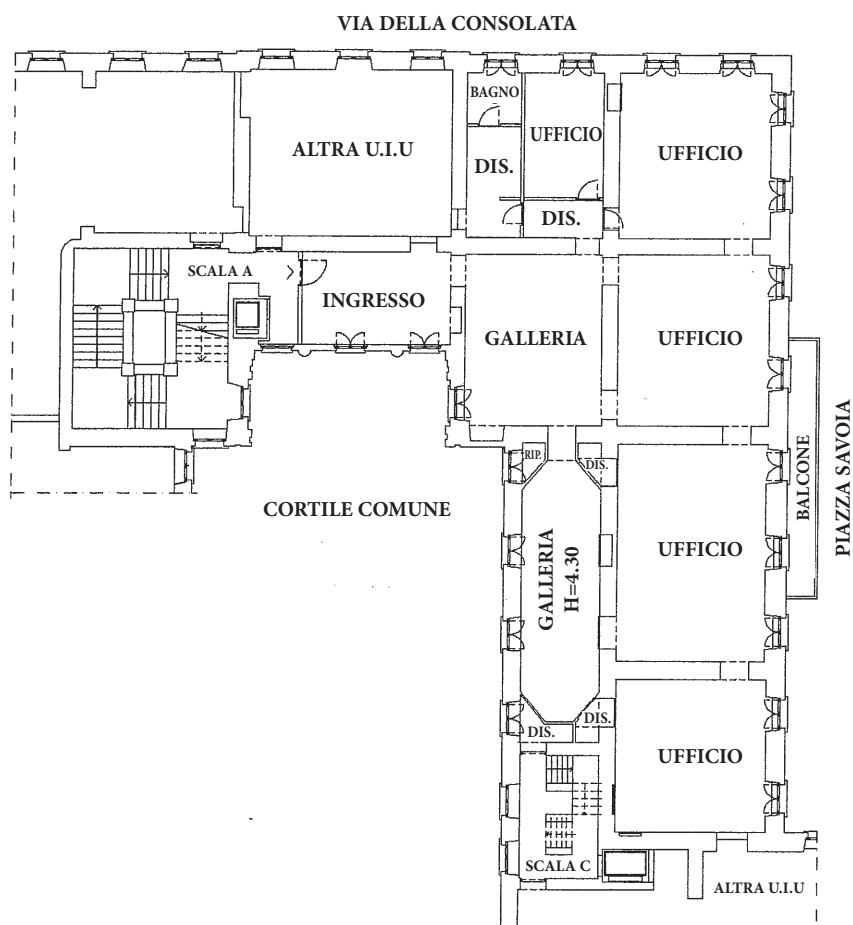 VIA DELLA CONSOLATA
BAGNO
UFFICIO
ALTRA U.I.U
UFFICIO
DIS.
DIS.
SCALA A
INGRESSO
GALLERIA
UFFICIO
RIP.
DIS.
BALCONE
PIAZZA SAVOIA
CORTILE COMUNE
GALLERIA
H=4.30
UFFICIO
DIS.
DIS.
UFFICIO
SCALA C
ALTRA U.I.U